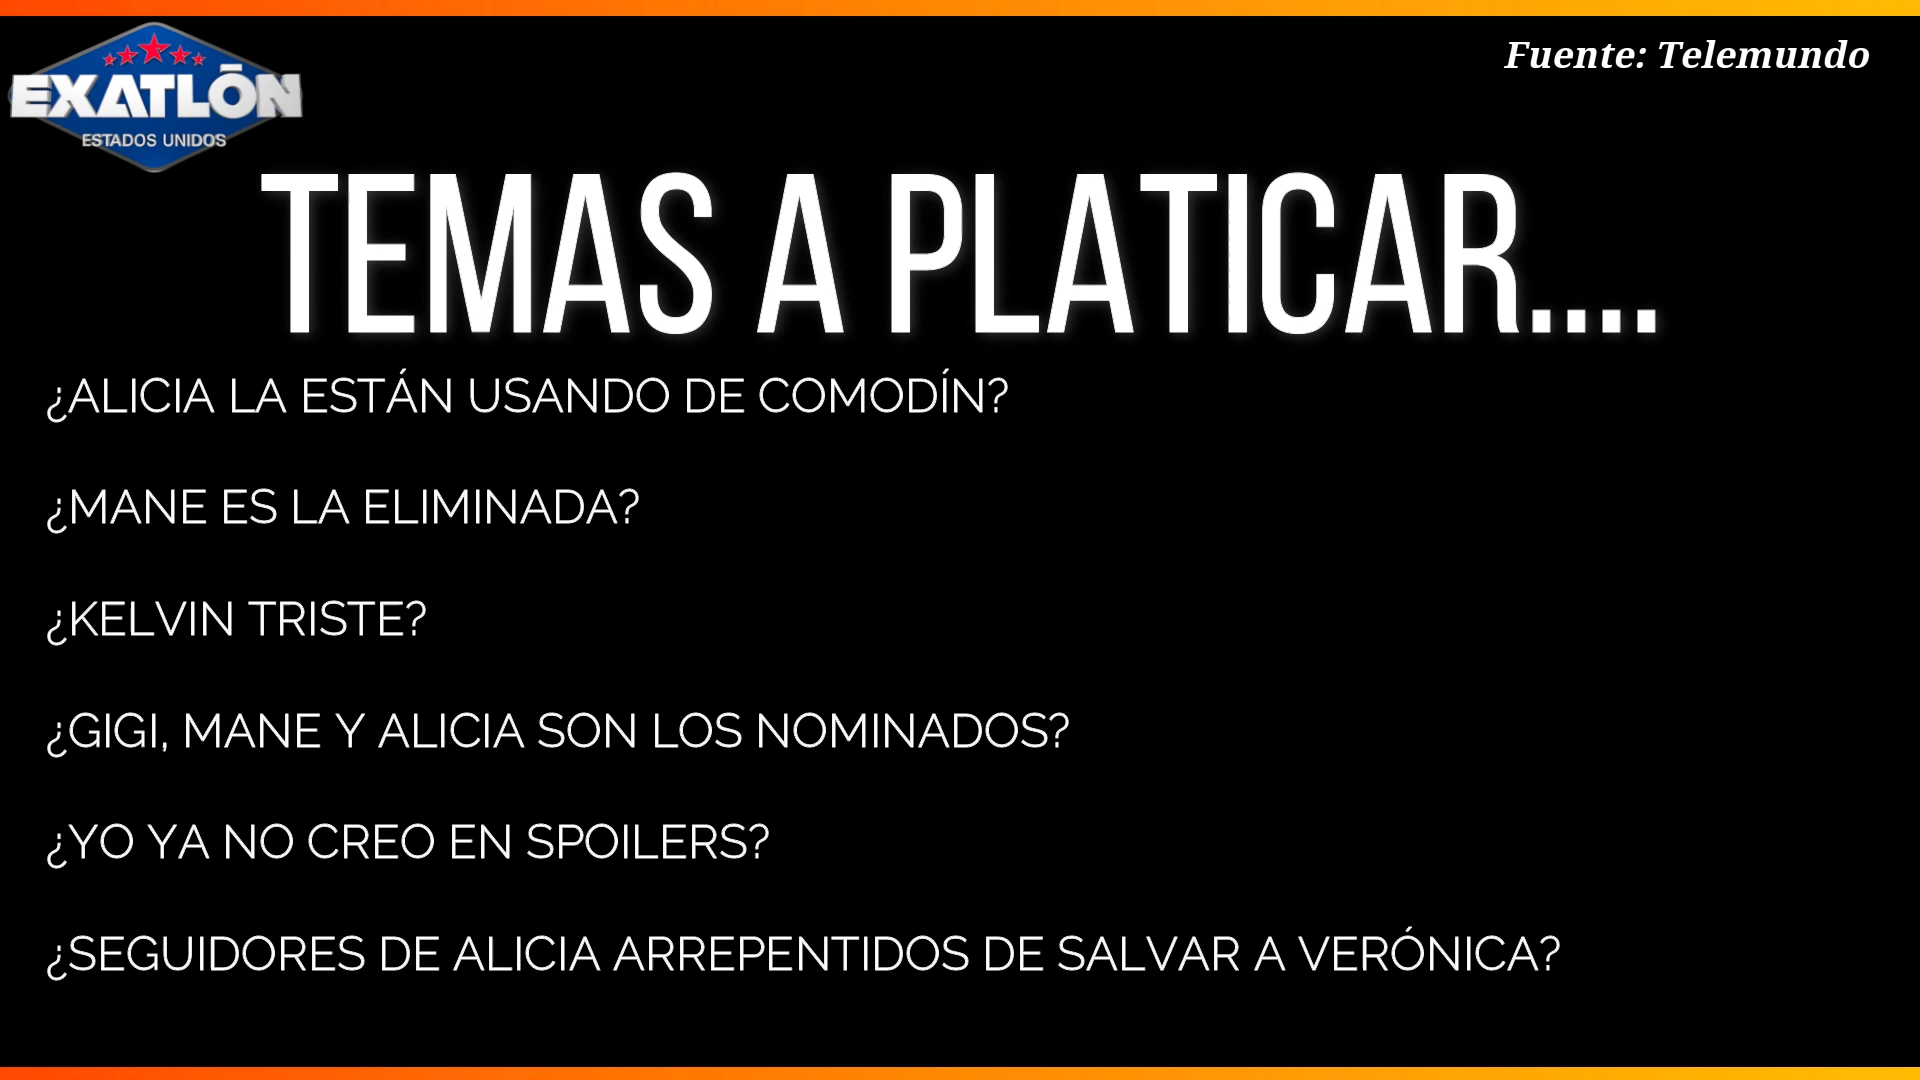 EXATLÓN
ESTADOS UNIDOS
Fuente: Telemundo
TEMAS A PLATICAR....
¿ALICIA LA ESTÁN USANDO DE COMODÍN?
¿MANE ES LA ELIMINADA?
¿KELVIN TRISTE?
¿GIGI, MANE Y ALICIA SON LOS NOMINADOS?
¿YO YA NO CREO EN SPOILERS?
¿SEGUIDORES DE ALICIA ARREPENTIDOS DE SALVAR A VERÓNICA?